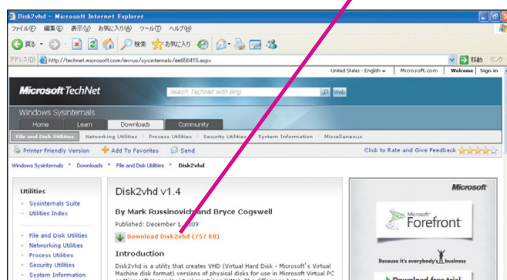 Disk2vhd - Microsoft Internet Explorer
ファイル(F) 編集(E) 表示(V) お気に入り(A) ツール(T) ヘルプ(H)
戻る 検索 お気に入り
アドレス(D) http://technet.microsoft.com/en-us/sysinternals/ee656415.aspx 移動
United States - English Microsoft.com Welcome Sign in
Microsoft TechNet Search TechNet with Bing Web
Windows Sysinternals
Home Learn Downloads Community
File and Disk Utilities Networking Utilities Process Utilities Security Utilities System Information Miscellaneous
Printer Friendly Version Add To Favorites Send Click to Rate and Give Feedback
Windows Sysinternals > Downloads > File and Disk Utilities > Disk2vhd
Utilities
Sysinternals Suite
Utilities Index
File and Disk Utilities
Networking Utilities
Process Utilities
Security Utilities
System Information
Disk2vhd v1.4
By Mark Russinovich and Bryce Cogswell
Published: December 1, 2009
Download Disk2vhd (757 KB)
Introduction
Disk2vhd is a utility that creates VHD (Virtual Hard Disk - Microsoft's Virtual
Machine disk format) versions of physical disks for use in Microsoft Virtual PC
Microsoft
Microsoft
Forefront
Because it's everybody's business
Download free trial